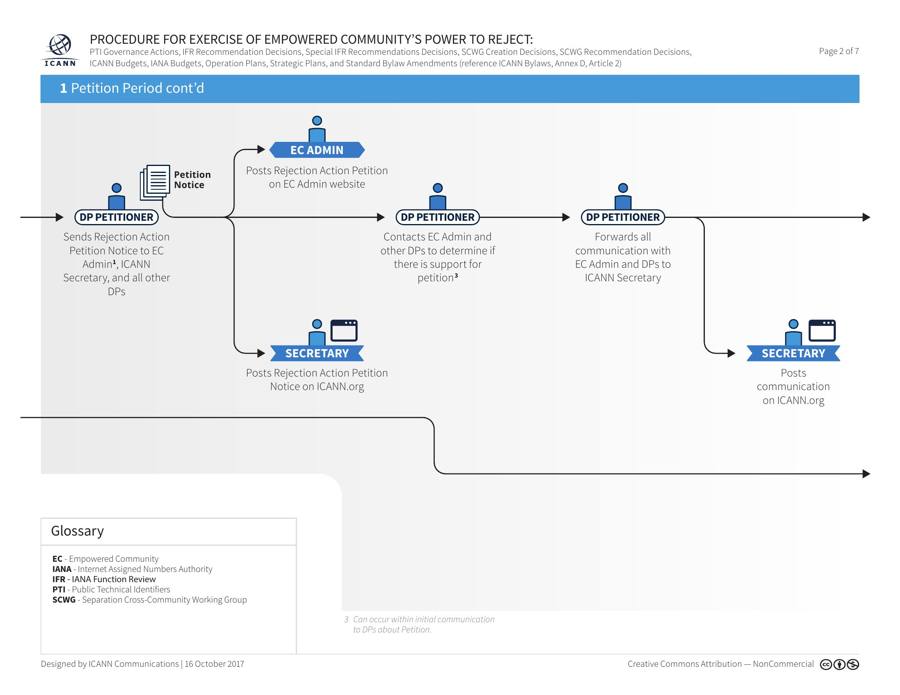 ICANN
PROCEDURE FOR EXERCISE OF EMPOWERED COMMUNITY’S POWER TO REJECT:
PTI Governance Actions, IFR Recommendation Decisions, Special IFR Recommendations Decisions, SCWG Creation Decisions, SCWG Recommendation Decisions,
ICANN Budgets, IANA Budgets, Operation Plans, Strategic Plans, and Standard Bylaw Amendments (reference ICANN Bylaws, Annex D, Article 2)
Page 2 of 7
1 Petition Period cont’d
EC ADMIN
Posts Rejection Action Petition
on EC Admin website
Petition
Notice
DP PETITIONER
Sends Rejection Action
Petition Notice to EC
Admin¹, ICANN
Secretary, and all other
DPs
DP PETITIONER
Contacts EC Admin and
other DPs to determine if
there is support for
petition³
DP PETITIONER
Forwards all
communication with
EC Admin and DPs to
ICANN Secretary
SECRETARY
Posts Rejection Action Petition
Notice on ICANN.org
SECRETARY
Posts
communication
on ICANN.org
Glossary
EC - Empowered Community
IANA - Internet Assigned Numbers Authority
IFR - IANA Function Review
PTI - Public Technical Identifiers
SCWG - Separation Cross-Community Working Group
3 Can occur within initial communication
to DPs about Petition.
Designed by ICANN Communications | 16 October 2017
Creative Commons Attribution — NonCommercial